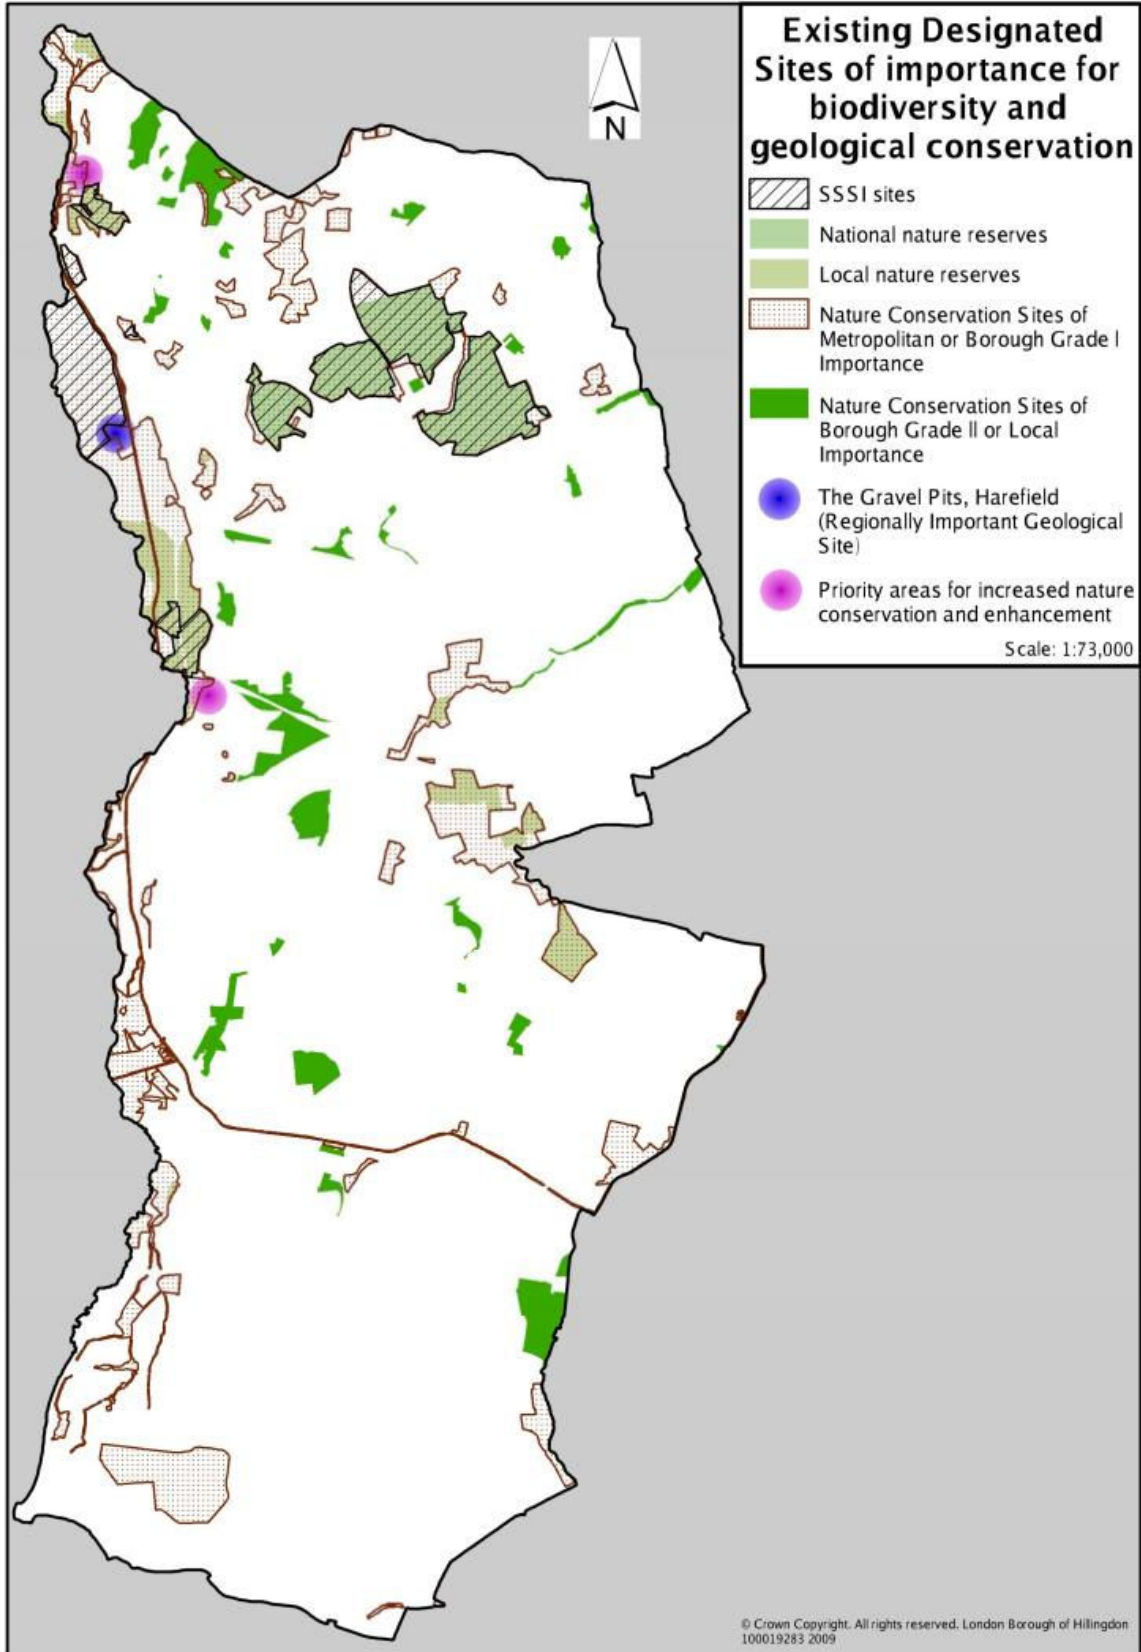 Existing Designated
Sites of importance for
biodiversity and
geological conservation
N
SSSI sites
National nature reserves
Local nature reserves
Nature Conservation Sites of
Metropolitan or Borough Grade I
Importance
Nature Conservation Sites of
Borough Grade II or Local
Importance
The Gravel Pits, Harefield
(Regionally Important Geological
Site)
Priority areas for increased nature
conservation and enhancement
Scale: 1:73,000
© Crown Copyright. All rights reserved. London Borough of Hillingdon
100019283 2009